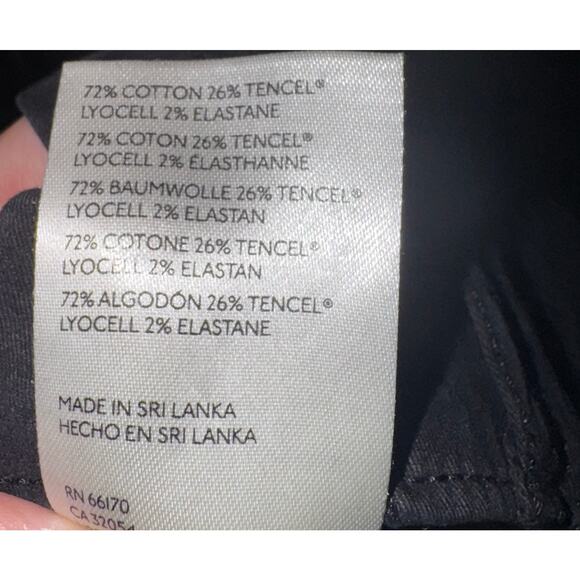 72% COTTON 26% TENCEL®
LYOCELL 2% ELASTANE
72% COTON 26% TENCEL®
LYOCELL 2% ÉLASTHANNE
72% BAUMWOLLE 26% TENCEL®
LYOCELL 2% ELASTAN
72% COTONE 26% TENCEL®
LYOCELL 2% ELASTAN
72% ALGODÓN 26% TENCEL®
LYOCELL 2% ELASTANE
MADE IN SRI LANKA
HECHO EN SRI LANKA
RN 66170
CA 32054